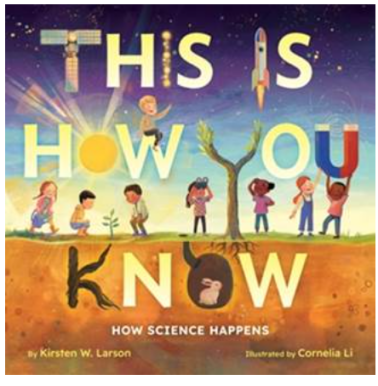 THIS IS
HOW YOU
KNOW
HOW SCIENCE HAPPENS
By Kirsten W. Larson
Illustrated by Cornelia Li